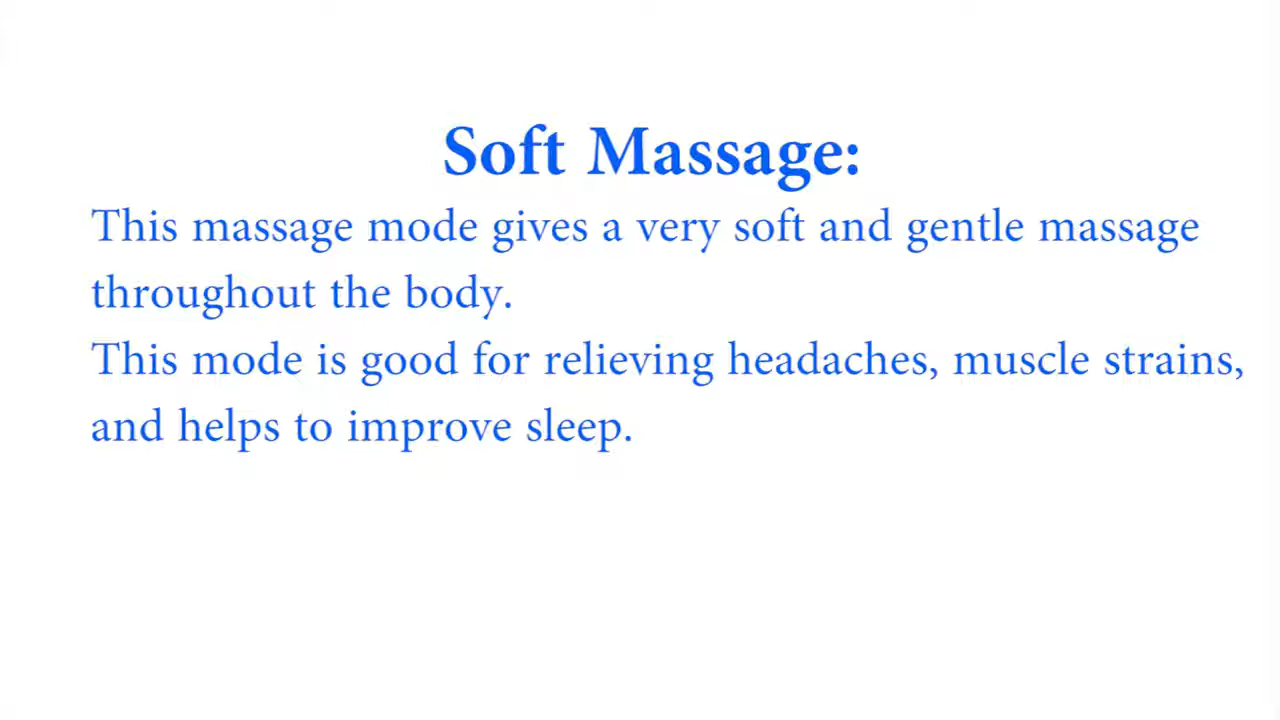 Soft Massage:
This massage mode gives a very soft and gentle massage
throughout the body.
This mode is good for relieving headaches, muscle strains,
and helps to improve sleep.